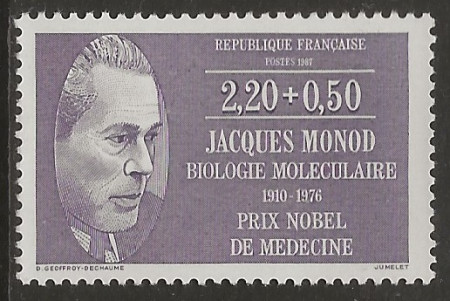 REPUBLIQUE FRANÇAISE
POSTES 1987
2,20+0,50
JACQUES MONOD
BIOLOGIE MOLECULAIRE
1910-1976
PRIX NOBEL
DE MEDECINE
D. GEOFFROY-DECHAUME
JUMELET